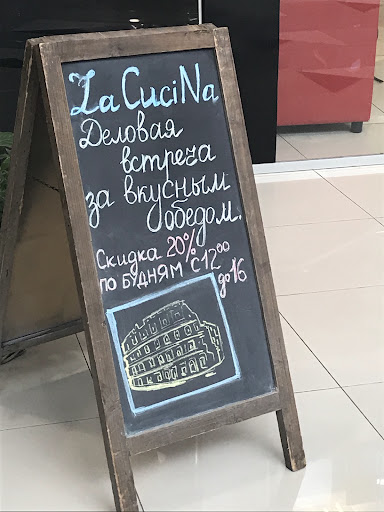 La CuciNa
Деловая
встреча
за вкусным
обедом.
Скидка 20%
по будням с 12⁰⁰
до 16